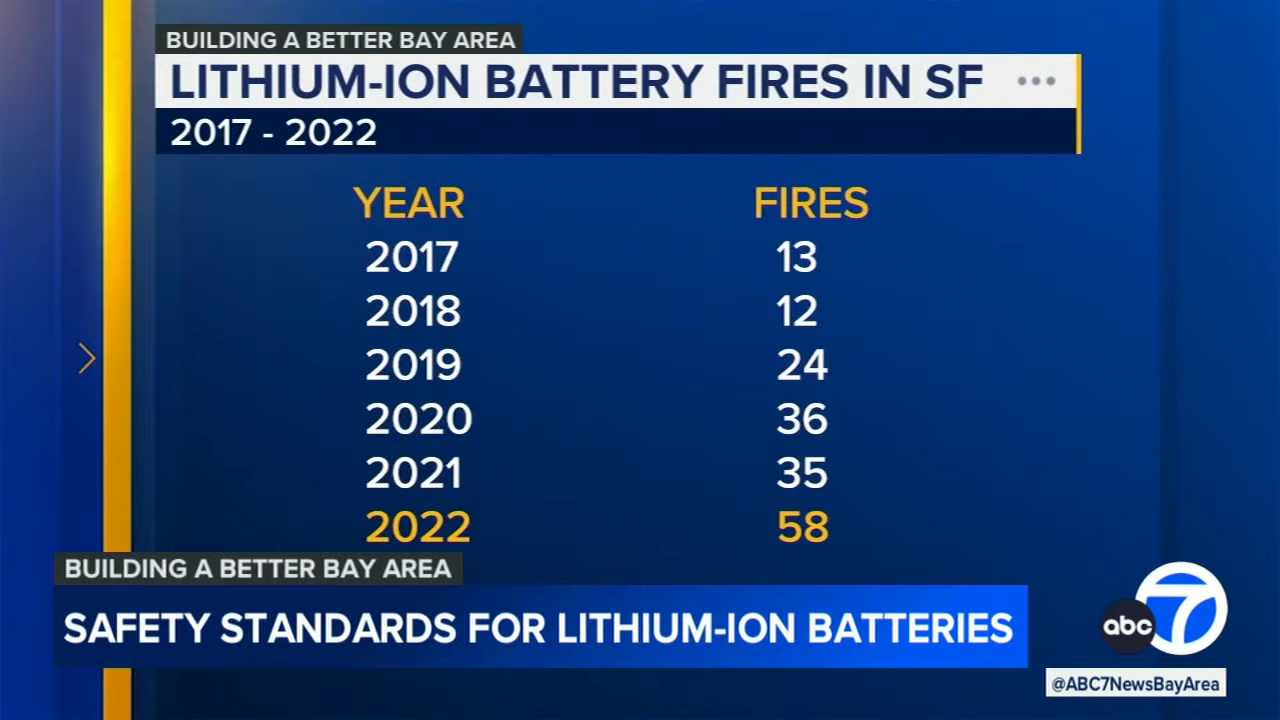 BUILDING A BETTER BAY AREA
LITHIUM-ION BATTERY FIRES IN SF
2017 - 2022
YEAR FIRES
2017 13
2018 12
2019 24
2020 36
2021 35
2022 58
BUILDING A BETTER BAY AREA
SAFETY STANDARDS FOR LITHIUM-ION BATTERIES
abc 7
@ABC7NewsBayArea